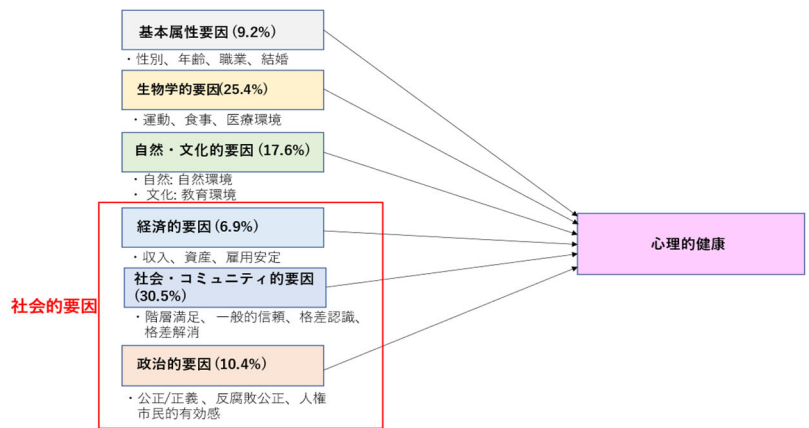 基本属性要因 (9.2%)
・性別、年齢、職業、結婚
生物学的要因(25.4%)
・運動、食事、医療環境
自然・文化的要因 (17.6%)
・自然: 自然環境
・ 文化: 教育環境
経済的要因 (6.9%)
・収入、資産、雇用安定
社会・コミュニティ的要因
(30.5%)
・階層満足、一般的信頼、格差認識、
格差解消
政治的要因 (10.4%)
・公正/正義 、反腐敗公正、人権
市民的有効感
社会的要因
心理的健康